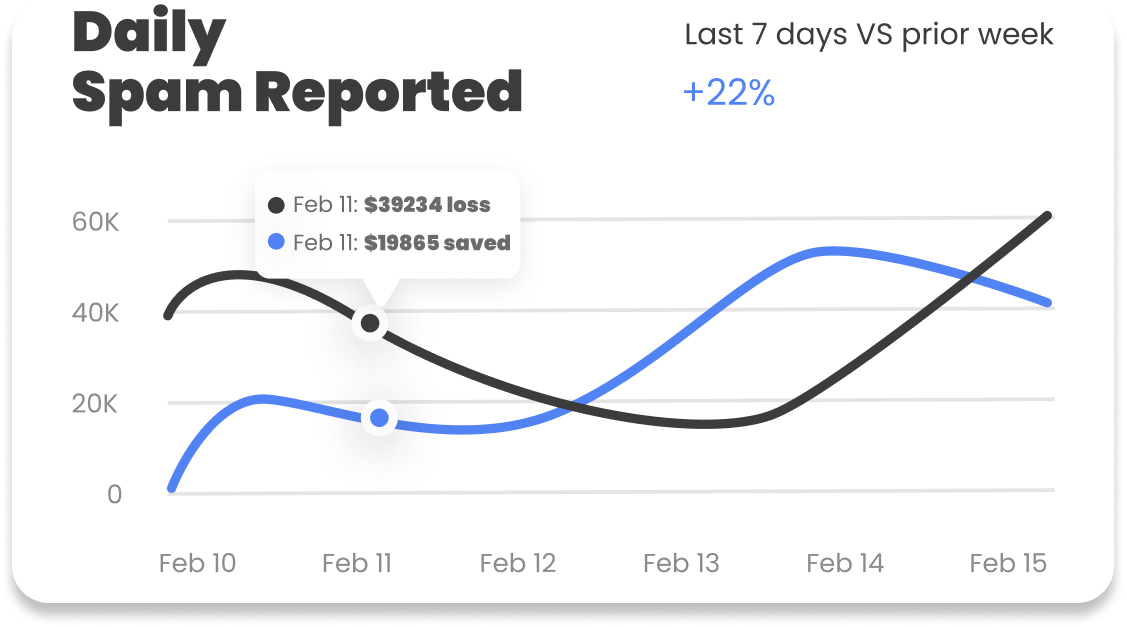 Daily
Spam Reported
Last 7 days VS prior week
+22%
Feb 11: $39234 loss
Feb 11: $19865 saved
60K
40K
20K
0
Feb 10
Feb 11
Feb 12
Feb 13
Feb 14
Feb 15